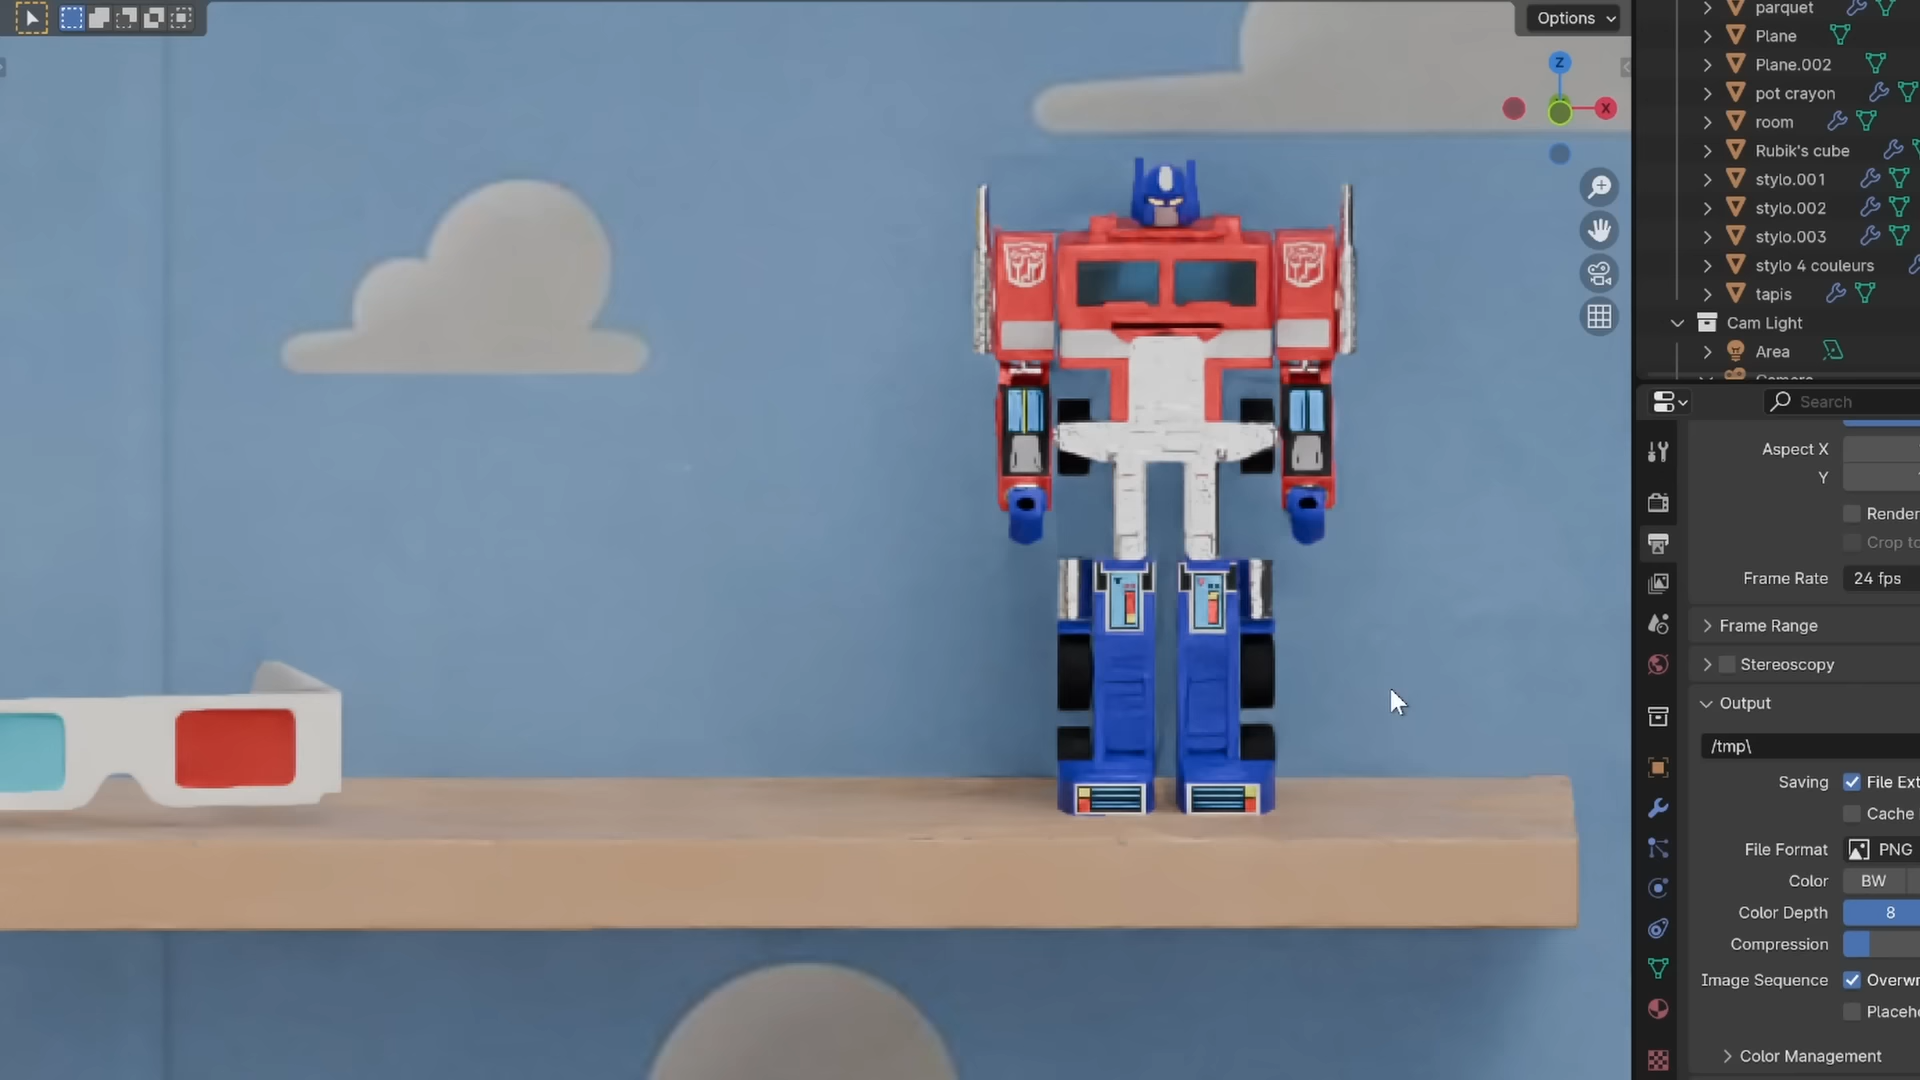 Options
Z
X
parquet
Plane
Plane.002
pot crayon
room
Rubik's cube
stylo.001
stylo.002
stylo.003
stylo 4 couleurs
tapis
Cam Light
Area
Search
Aspect X
Y
Render
Crop to
Frame Rate 24 fps
Frame Range
Stereoscopy
Output
/tmp\
Saving File Ext
Cache
File Format PNG
Color BW
Color Depth 8
Compression
Image Sequence Overwr
Placeho
Color Management